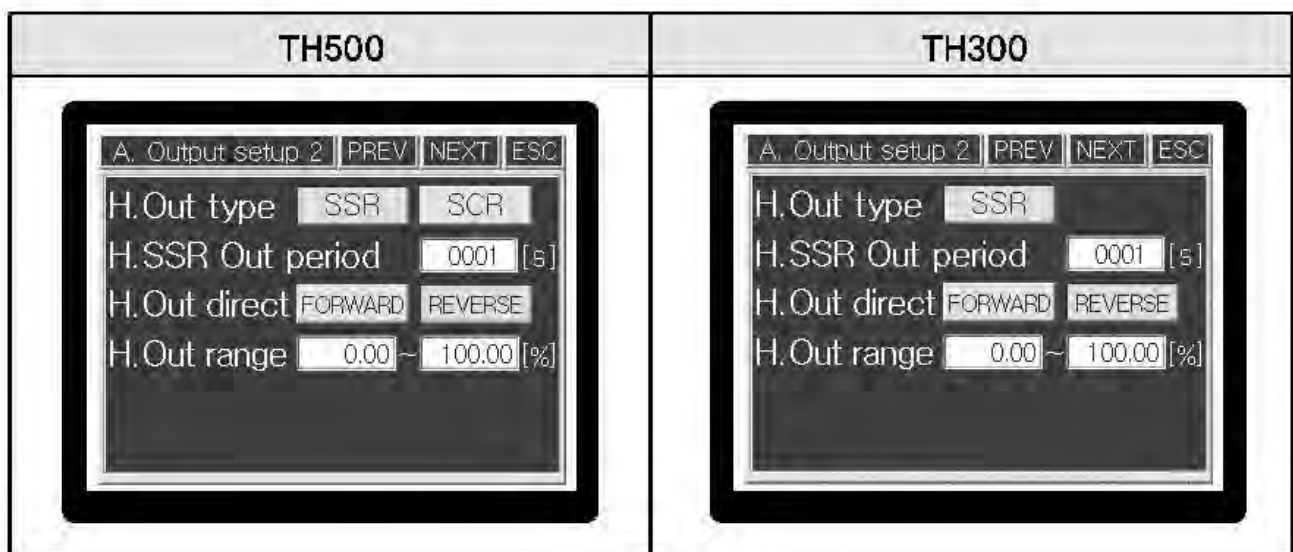 TH500
A. Output setup 2 PREV NEXT ESC
H.Out type SSR SCR
H.SSR Out period 0001 [s]
H.Out direct FORWARD REVERSE
H.Out range 0.00 ~ 100.00 [%]
TH300
A. Output setup 2 PREV NEXT ESC
H.Out type SSR
H.SSR Out period 0001 [s]
H.Out direct FORWARD REVERSE
H.Out range 0.00 ~ 100.00 [%]